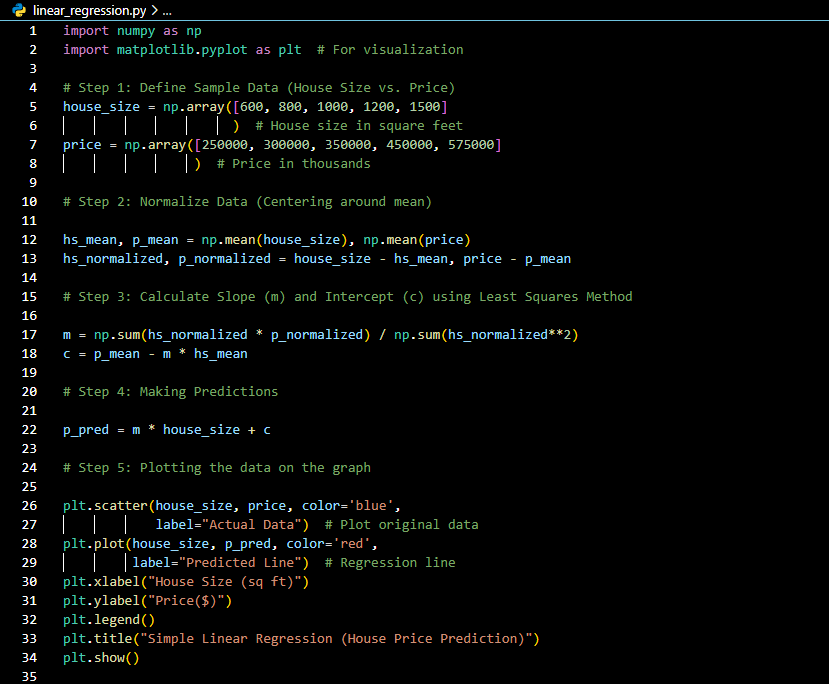 linear_regression.py > ...
1 import numpy as np
2 import matplotlib.pyplot as plt  # For visualization
3
4 # Step 1: Define Sample Data (House Size vs. Price)
5 house_size = np.array([600, 800, 1000, 1200, 1500]
6                       )  # House size in square feet
7 price = np.array([250000, 300000, 350000, 450000, 575000]
8                  )  # Price in thousands
9
10 # Step 2: Normalize Data (Centering around mean)
11
12 hs_mean, p_mean = np.mean(house_size), np.mean(price)
13 hs_normalized, p_normalized = house_size - hs_mean, price - p_mean
14
15 # Step 3: Calculate Slope (m) and Intercept (c) using Least Squares Method
16
17 m = np.sum(hs_normalized * p_normalized) / np.sum(hs_normalized**2)
18 c = p_mean - m * hs_mean
19
20 # Step 4: Making Predictions
21
22 p_pred = m * house_size + c
23
24 # Step 5: Plotting the data on the graph
25
26 plt.scatter(house_size, price, color='blue',
27             label="Actual Data")  # Plot original data
28 plt.plot(house_size, p_pred, color='red',
29          label="Predicted Line")  # Regression line
30 plt.xlabel("House Size (sq ft)")
31 plt.ylabel("Price($)")
32 plt.legend()
33 plt.title("Simple Linear Regression (House Price Prediction)")
34 plt.show()
35